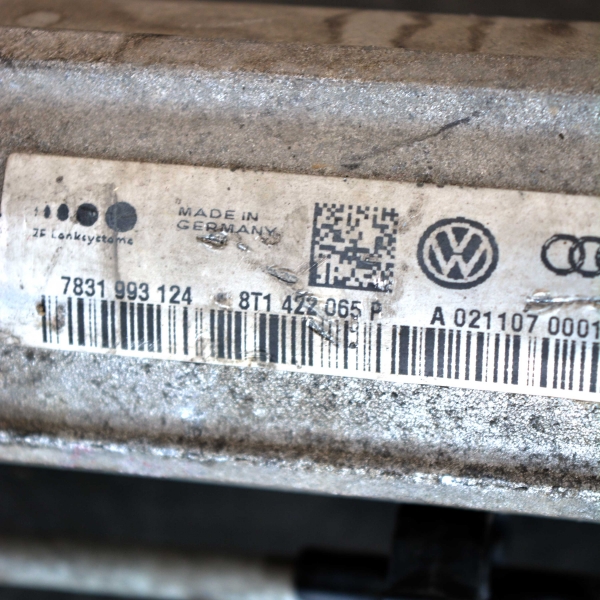 ZF Lenksysteme
MADE IN
GERMANY
7831 993 124 8T1 422 065 P A 021107 0001